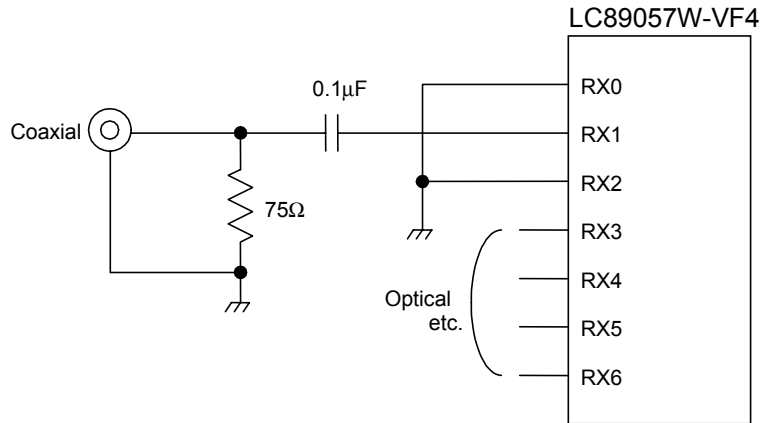 LC89057W-VF4
0.1μF
RX0
Coaxial
RX1
RX2
75Ω
RX3
RX4
Optical
etc.
RX5
RX6